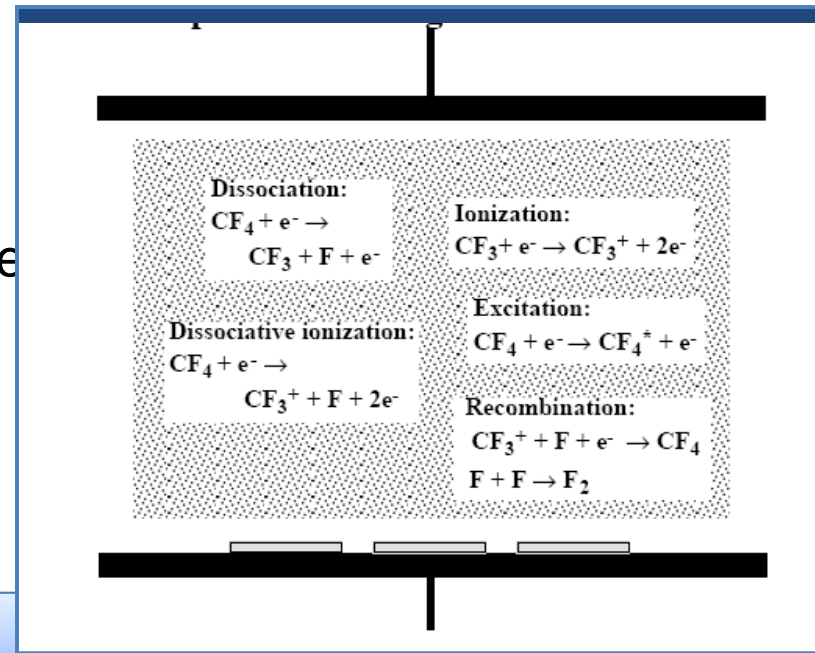 e
Dissociation:
CF₄ + e⁻ →
CF₃ + F + e⁻
Ionization:
CF₃+ e⁻ → CF₃⁺ + 2e⁻
Excitation:
CF₄ + e⁻ → CF₄* + e⁻
Dissociative ionization:
CF₄ + e⁻ →
CF₃⁺ + F + 2e⁻
Recombination:
CF₃⁺ + F + e⁻ → CF₄
F + F → F₂